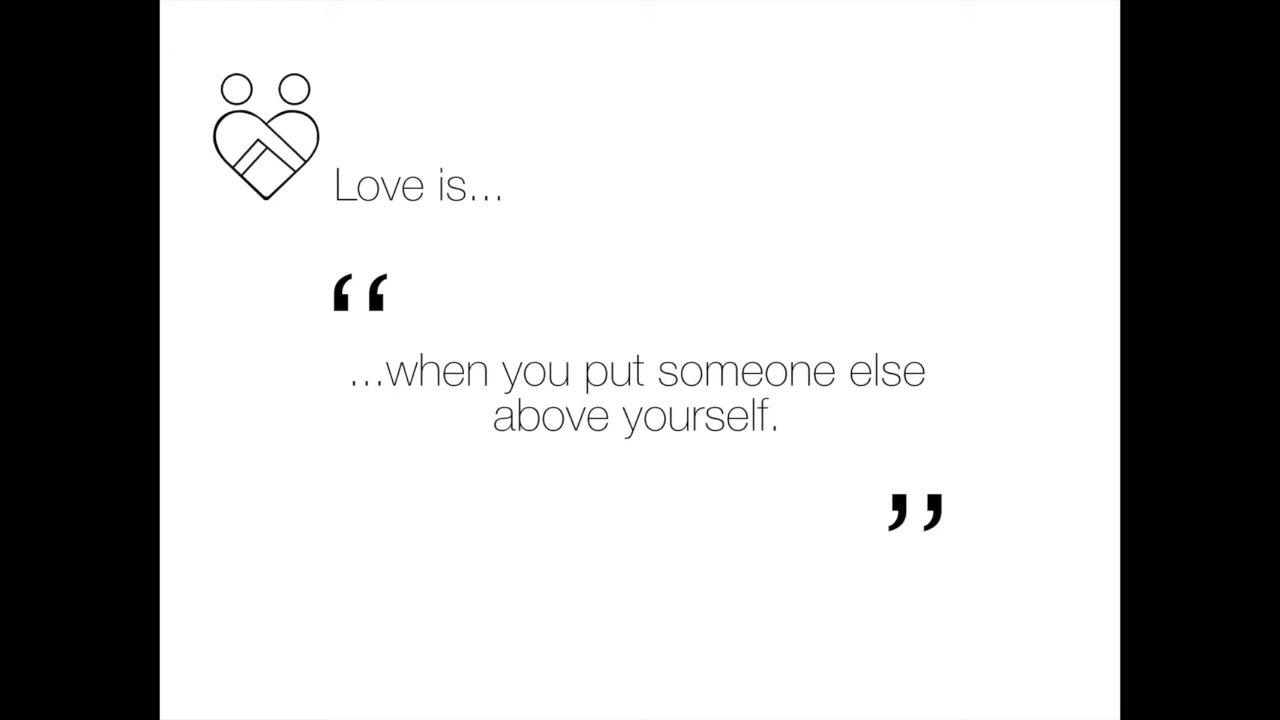 Love is...
“
...when you put someone else
above yourself.
”